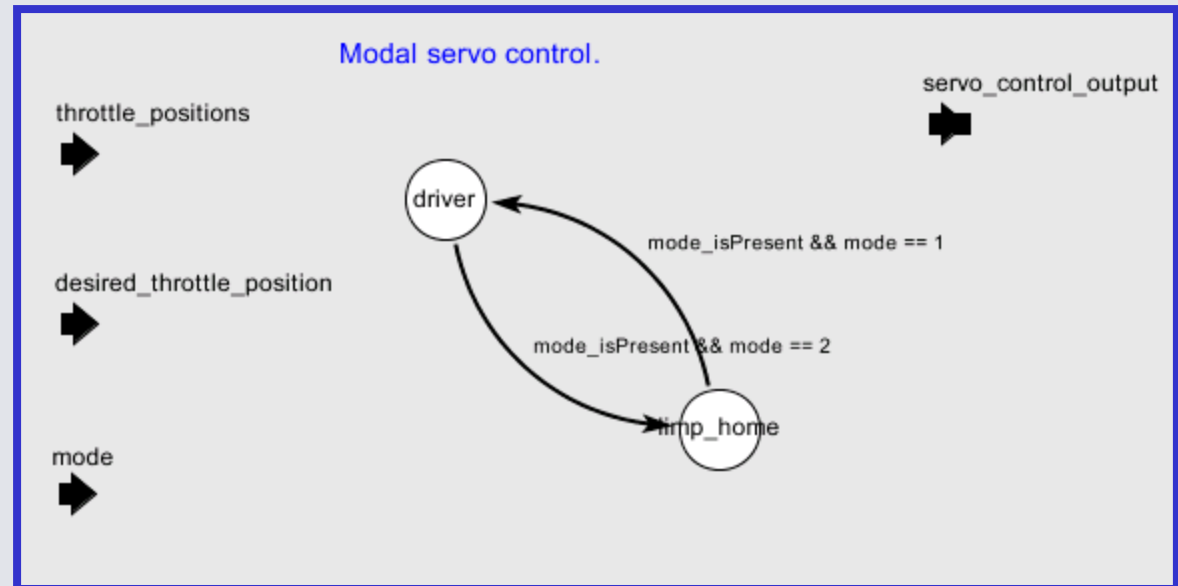 Modal servo control.
servo_control_output
throttle_positions
driver
mode_isPresent && mode == 1
desired_throttle_position
mode_isPresent && mode == 2
limp_home
mode